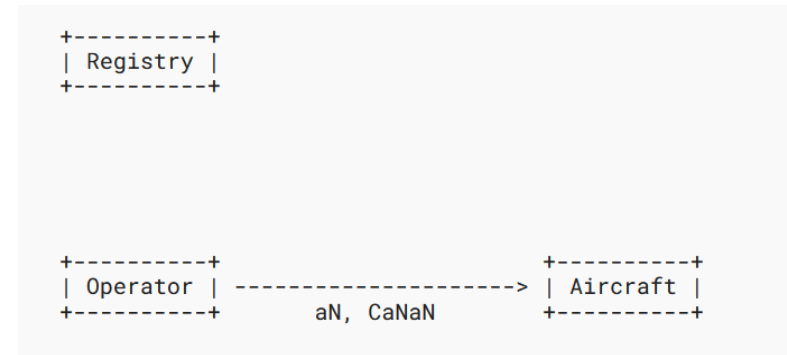 +----------+
| Registry |
+----------+
+----------+                        +----------+
| Operator | ---------------------> | Aircraft |
+----------+       aN, CaNaN        +----------+